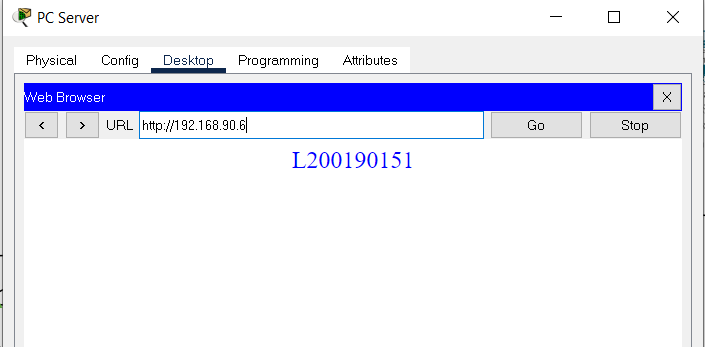 PC Server
Physical Config Desktop Programming Attributes
Web Browser X
< > URL http://192.168.90.6 Go Stop
L200190151